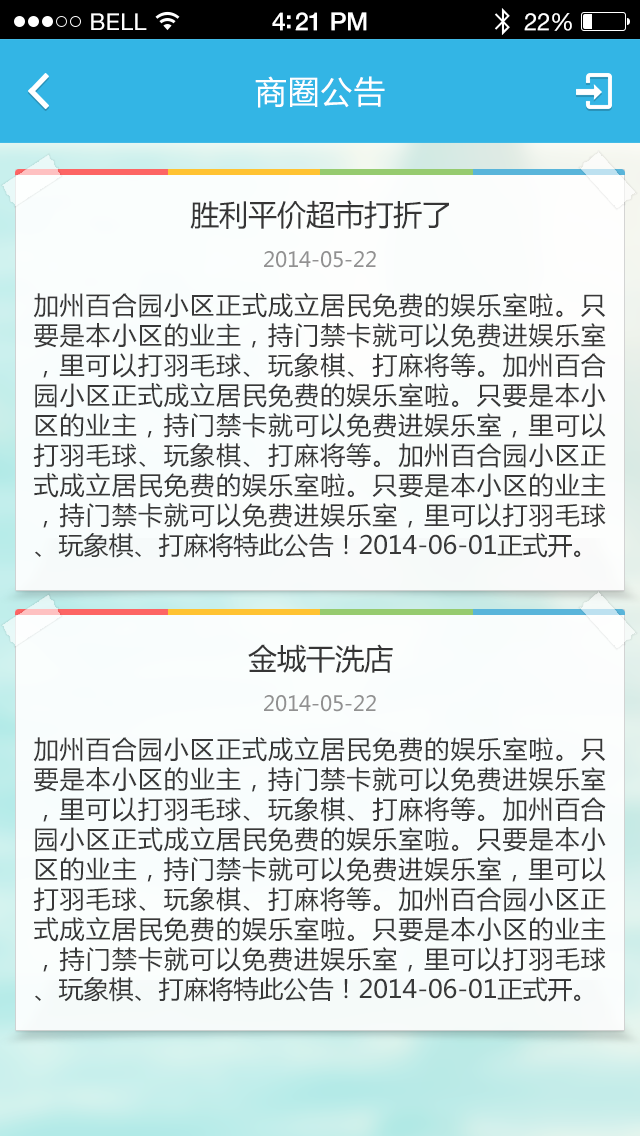 BELL 4:21 PM 22%
商圈公告
胜利平价超市打折了
2014-05-22
加州百合园小区正式成立居民免费的娱乐室啦。只
要是本小区的业主，持门禁卡就可以免费进娱乐室
，里可以打羽毛球、玩象棋、打麻将等。加州百合
园小区正式成立居民免费的娱乐室啦。只要是本小
区的业主，持门禁卡就可以免费进娱乐室，里可以
打羽毛球、玩象棋、打麻将等。加州百合园小区正
式成立居民免费的娱乐室啦。只要是本小区的业主
，持门禁卡就可以免费进娱乐室，里可以打羽毛球
、玩象棋、打麻将特此公告！2014-06-01正式开。
金城干洗店
2014-05-22
加州百合园小区正式成立居民免费的娱乐室啦。只
要是本小区的业主，持门禁卡就可以免费进娱乐室
，里可以打羽毛球、玩象棋、打麻将等。加州百合
园小区正式成立居民免费的娱乐室啦。只要是本小
区的业主，持门禁卡就可以免费进娱乐室，里可以
打羽毛球、玩象棋、打麻将等。加州百合园小区正
式成立居民免费的娱乐室啦。只要是本小区的业主
，持门禁卡就可以免费进娱乐室，里可以打羽毛球
、玩象棋、打麻将特此公告！2014-06-01正式开。